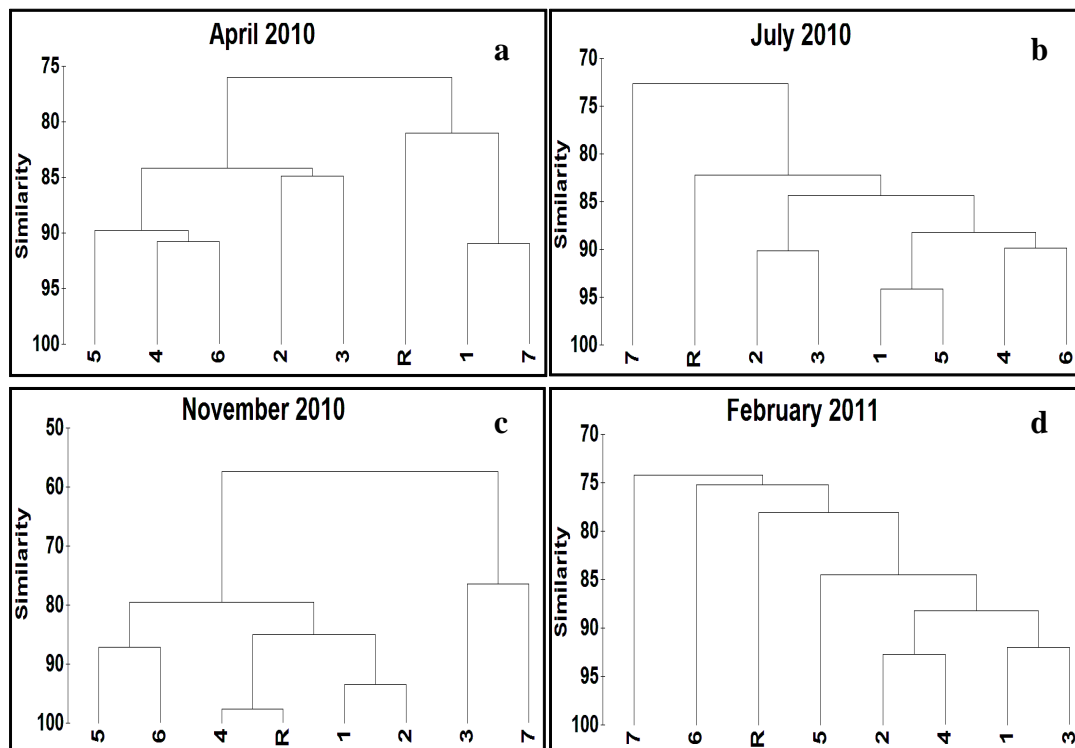 April 2010
a
Similarity
75
80
85
90
95
100
5 4 6 2 3 R 1 7
July 2010
b
Similarity
70
75
80
85
90
95
100
7 R 2 3 1 5 4 6
November 2010
c
Similarity
50
60
70
80
90
100
5 6 4 R 1 2 3 7
February 2011
d
Similarity
70
75
80
85
90
95
100
7 6 R 5 2 4 1 3